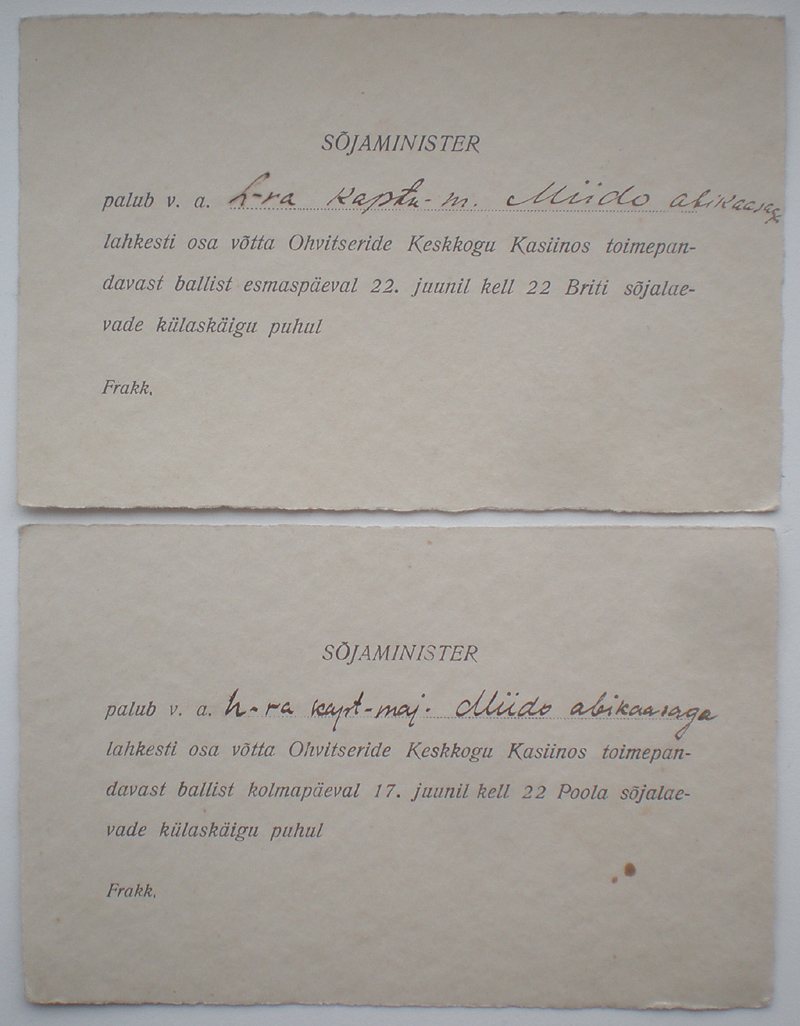 SÕJAMINISTER
palub v. a. h-ra kaptn-m. Miido abikaasaga
lahkesti osa võtta Ohvitseride Keskkogu Kasiinos toimepan-
davast ballist esmaspäeval 22. juunil kell 22 Briti sõjalae-
vade külaskäigu puhul
Frakk,
SÕJAMINISTER
palub v. a. h-ra kapt-maj. Miido abikaasaga
lahkesti osa võtta Ohvitseride Keskkogu Kasiinos toimepan-
davast ballist kolmapäeval 17. juunil kell 22 Poola sõjalae-
vade külaskäigu puhul
Frakk,